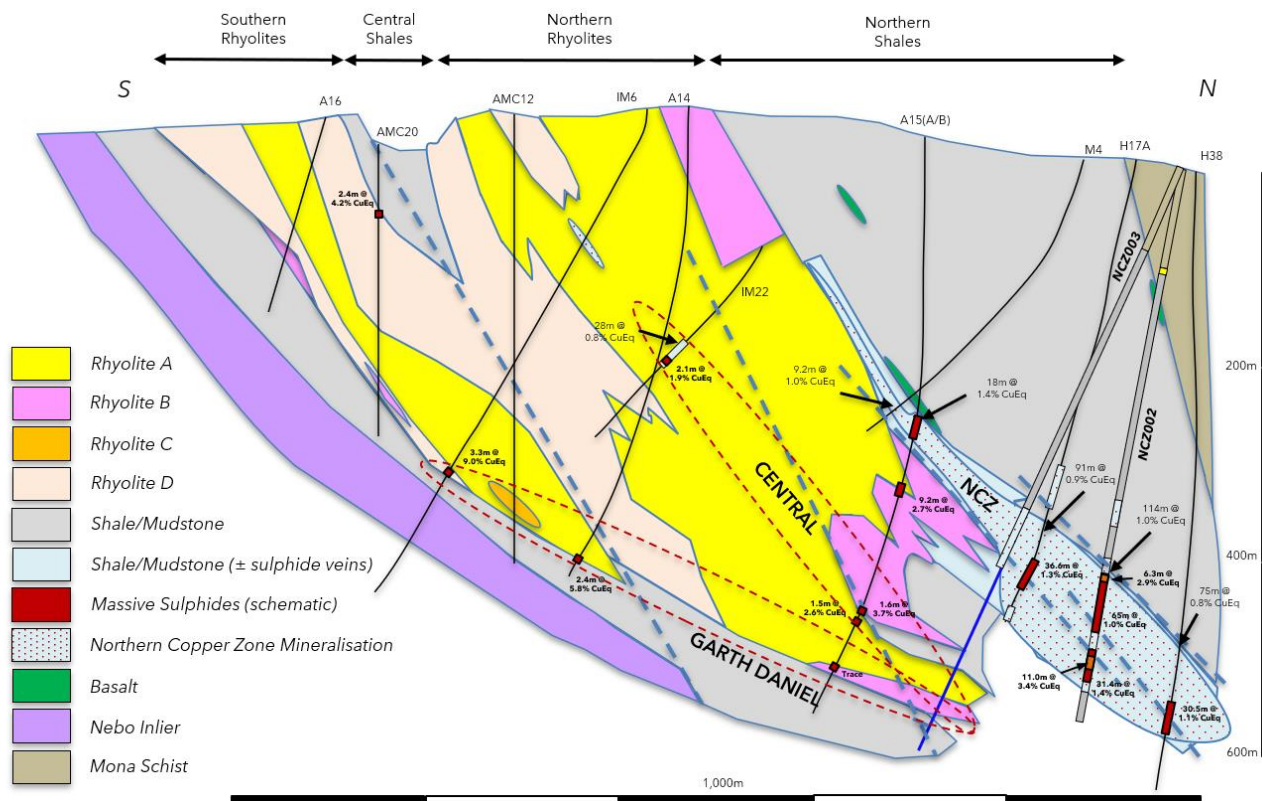 Southern
Rhyolites
Central
Shales
Northern
Rhyolites
Northern
Shales
S
N
A16
AMC20
AMC12
IM6
A14
A15(A/B)
M4
H17A
H38
2.4m @
4.2% CuEq
NCZ003
IM22
28m @
0.8% CuEq
2.1m @
1.9% CuEq
9.2m @
1.0% CuEq
18m @
1.4% CuEq
NCZ002
200m
3.3m @
9.0% CuEq
CENTRAL
NCZ
91m @
0.9% CuEq
9.2m @
2.7% CuEq
114m @
1.0% CuEq
400m
2.4m @
5.8% CuEq
36.6m @
1.3% CuEq
6.3m @
2.9% CuEq
1.5m @
2.6% CuEq
1.6m @
3.7% CuEq
65m @
1.0% CuEq
75m @
0.8% CuEq
GARTH DANIEL
Trace
11.0m @
3.4% CuEq
31.4m @
1.4% CuEq
30.5m @
1.1% CuEq
600m
Rhyolite A
Rhyolite B
Rhyolite C
Rhyolite D
Shale/Mudstone
Shale/Mudstone (± sulphide veins)
Massive Sulphides (schematic)
Northern Copper Zone Mineralisation
Basalt
Nebo Inlier
Mona Schist
1,000m